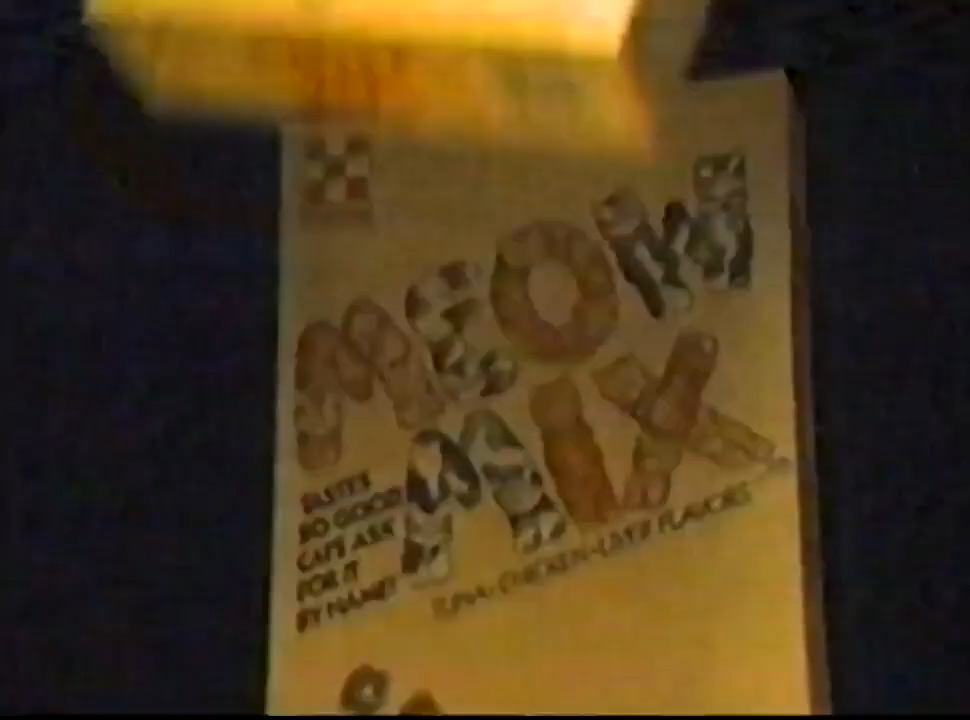 MEOW
MIX
TASTES
SO GOOD
CATS ASK
FOR IT
BY NAME!
TUNA-CHICKEN-LIVER FLAVORS